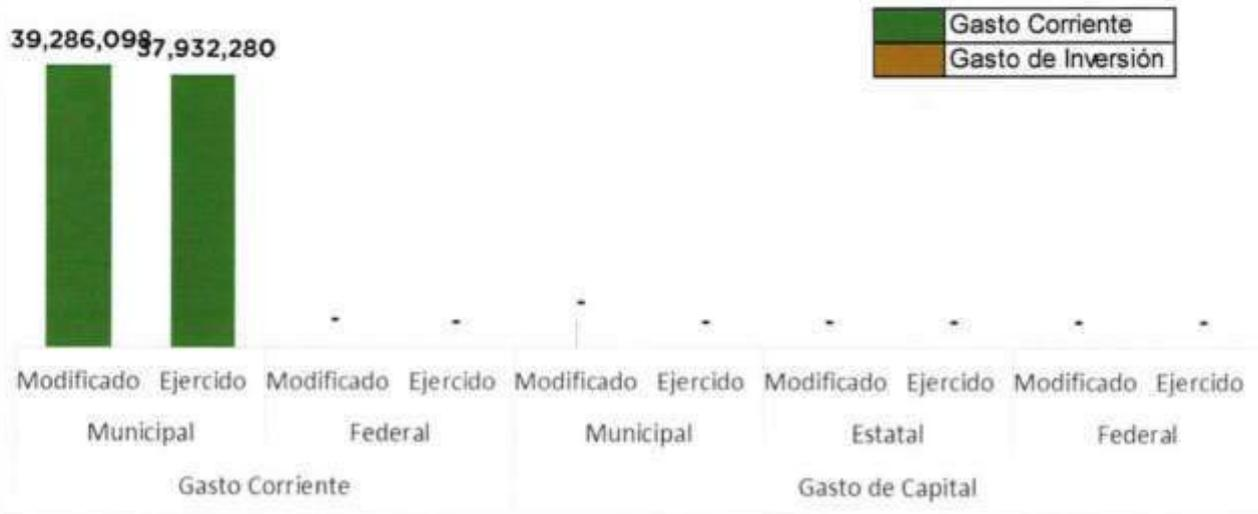 Gasto Corriente
Gasto de Inversión
39,286,098 37,932,280
- - - - - - - -
Modificado Ejercido Modificado Ejercido Modificado Ejercido Modificado Ejercido Modificado Ejercido
Municipal Federal Municipal Estatal Federal
Gasto Corriente Gasto de Capital